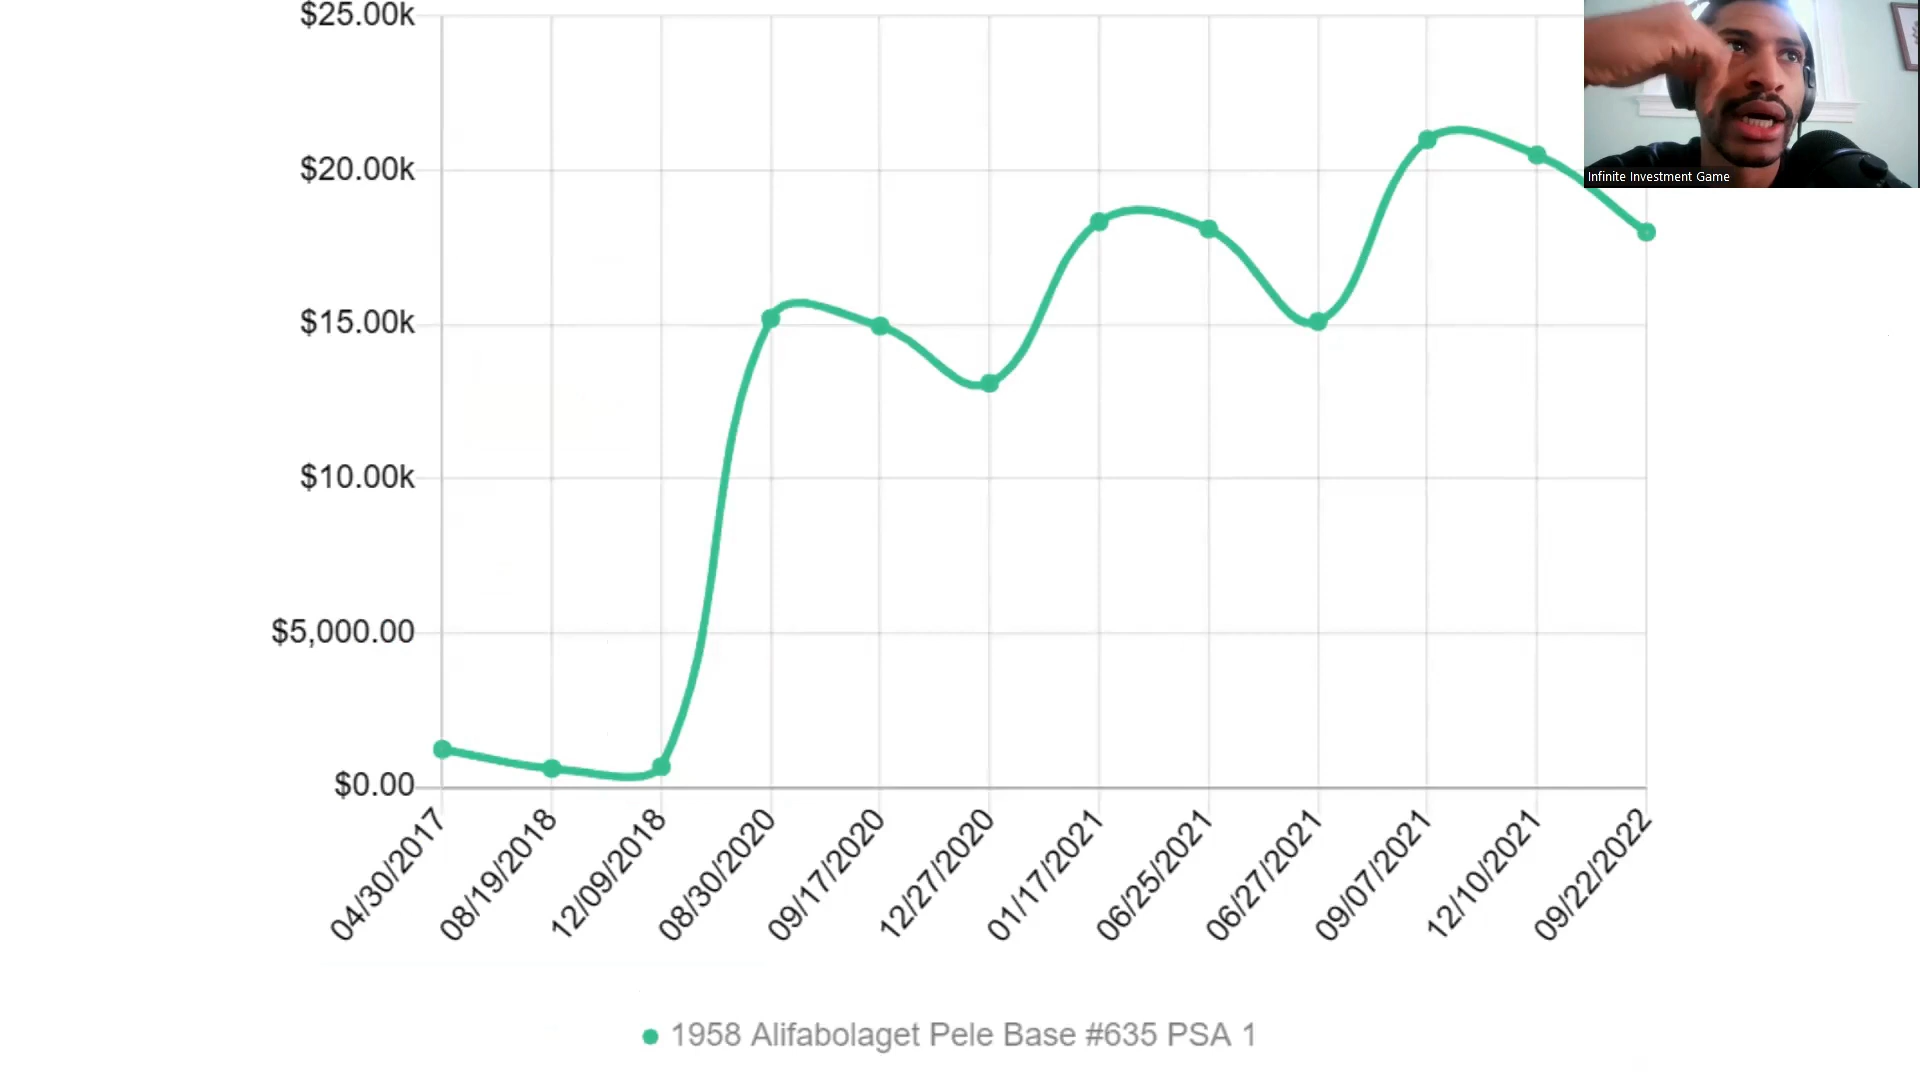 $25.00k
Infinite Investment Game
$20.00k
$15.00k
$10.00k
$5,000.00
$0.00
04/30/2017
08/19/2018
12/09/2018
08/30/2020
09/17/2020
12/27/2020
01/17/2021
06/25/2021
06/27/2021
09/07/2021
12/10/2021
09/22/2022
1958 Alifabolaget Pele Base #635 PSA 1